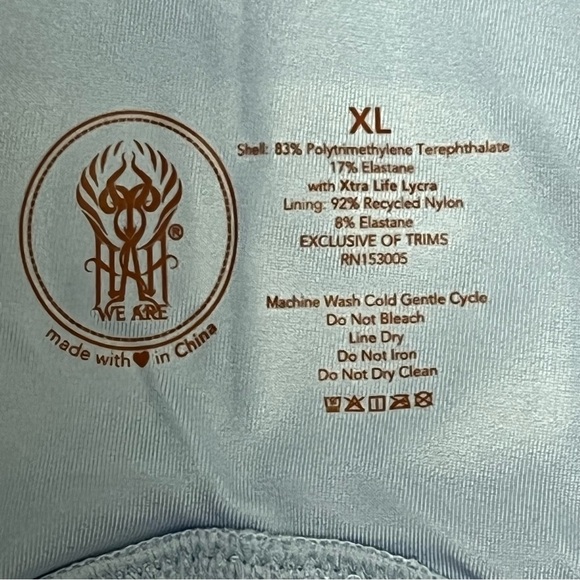 HAH
®
WE ARE
made with ♥ in China
XL
Shell: 83% Polytrimethylene Terephthalate
17% Elastane
with Xtra Life Lycra
Lining: 92% Recycled Nylon
8% Elastane
EXCLUSIVE OF TRIMS
RN153005
Machine Wash Cold Gentle Cycle
Do Not Bleach
Line Dry
Do Not Iron
Do Not Dry Clean